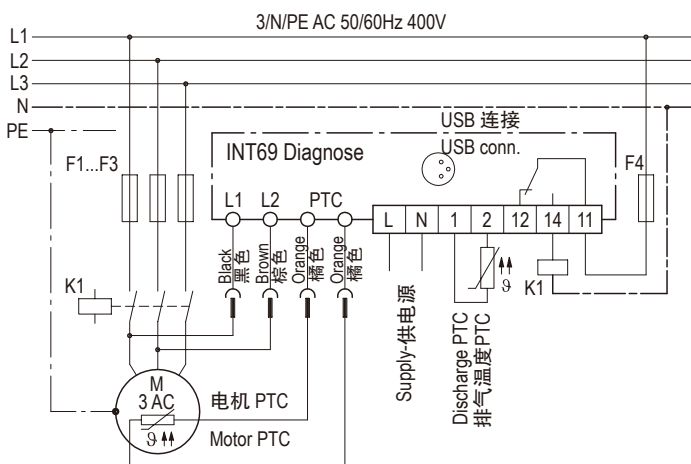 3/N/PE AC 50/60Hz 400V
L1
L2
L3
N
PE
USB 连接
USB conn.
INT69 Diagnose
F1...F3
F4
L1 L2 PTC
L N 1 2 12 14 11
Black
黑色
Brown
棕色
Orange
橘色
Orange
橘色
K1
ϑ
K1
Supply-供电源
Discharge PTC
排气温度PTC
M
3 AC
ϑ
电机 PTC
Motor PTC